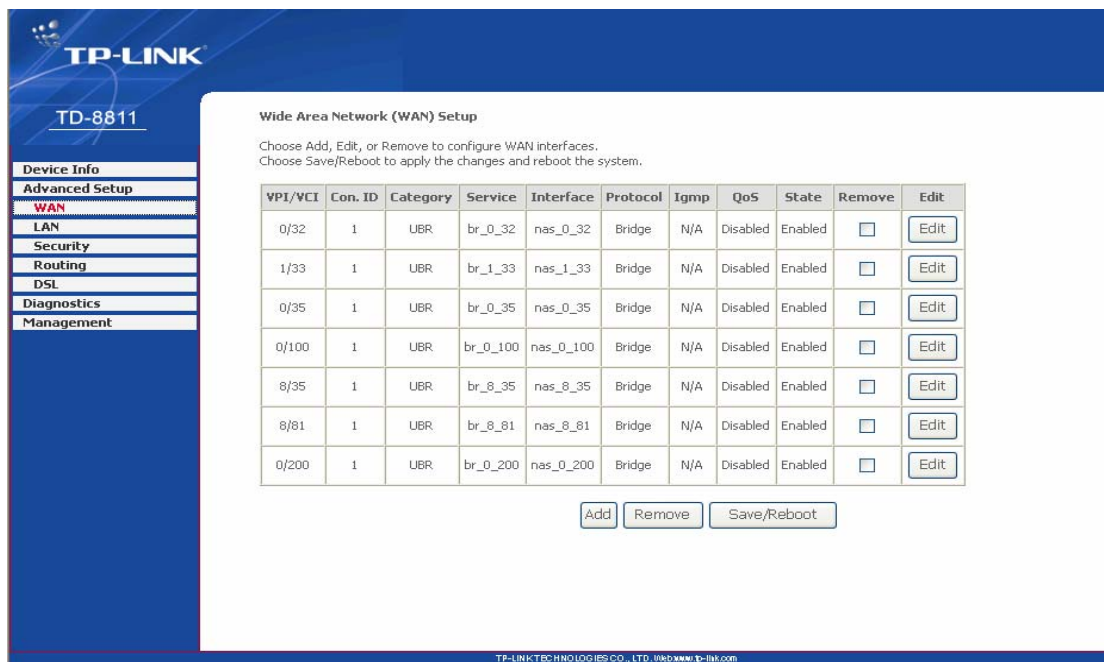 TP-LINK
TD-8811
Device Info
Advanced Setup
WAN
LAN
Security
Routing
DSL
Diagnostics
Management
Wide Area Network (WAN) Setup
Choose Add, Edit, or Remove to configure WAN interfaces.
Choose Save/Reboot to apply the changes and reboot the system.
VPI/VCI Con. ID Category Service Interface Protocol Igmp QoS State Remove Edit
0/32 1 UBR br_0_32 nas_0_32 Bridge N/A Disabled Enabled Edit
1/33 1 UBR br_1_33 nas_1_33 Bridge N/A Disabled Enabled Edit
0/35 1 UBR br_0_35 nas_0_35 Bridge N/A Disabled Enabled Edit
0/100 1 UBR br_0_100 nas_0_100 Bridge N/A Disabled Enabled Edit
8/35 1 UBR br_8_35 nas_8_35 Bridge N/A Disabled Enabled Edit
8/81 1 UBR br_8_81 nas_8_81 Bridge N/A Disabled Enabled Edit
0/200 1 UBR br_0_200 nas_0_200 Bridge N/A Disabled Enabled Edit
Add Remove Save/Reboot
TP-LINK TECHNOLOGIES CO., LTD. Web:www.tp-link.com